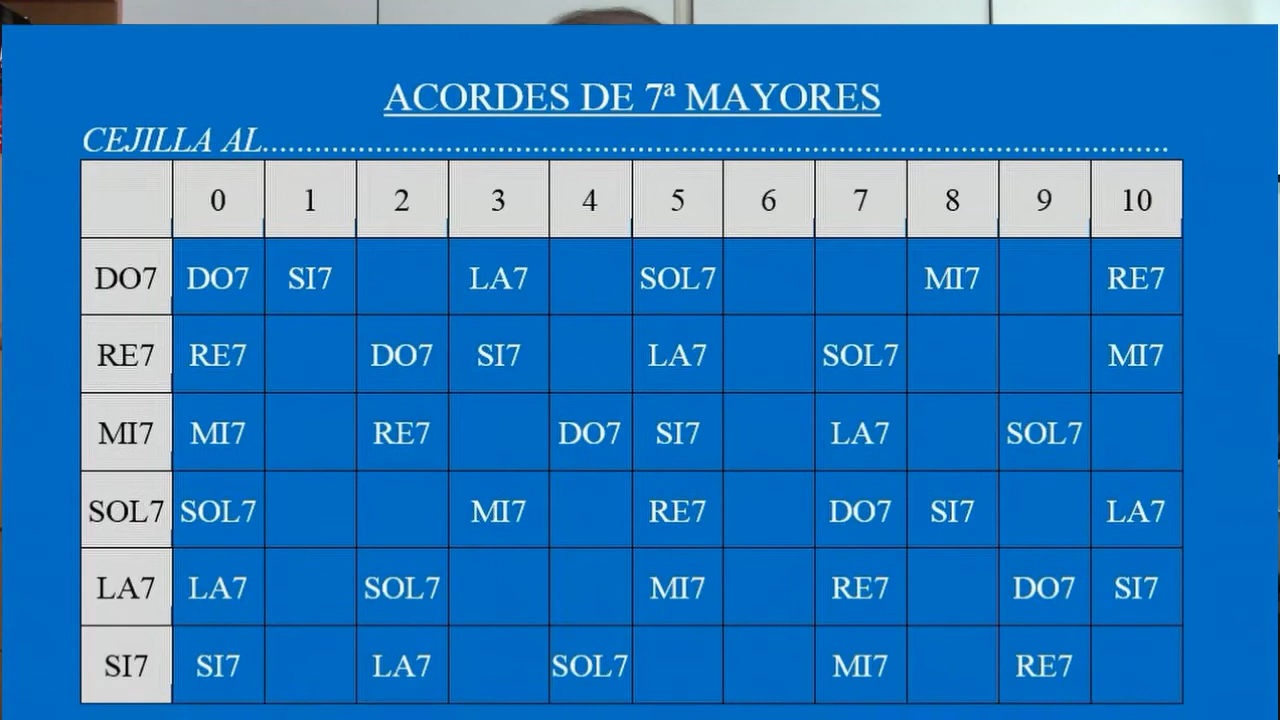 ACORDES DE 7ª MAYORES
CEJILLA AL..........................................................................................................
0 1 2 3 4 5 6 7 8 9 10
DO7 DO7 SI7 LA7 SOL7 MI7 RE7
RE7 RE7 DO7 SI7 LA7 SOL7 MI7
MI7 MI7 RE7 DO7 SI7 LA7 SOL7
SOL7 SOL7 MI7 RE7 DO7 SI7 LA7
LA7 LA7 SOL7 MI7 RE7 DO7 SI7
SI7 SI7 LA7 SOL7 MI7 RE7